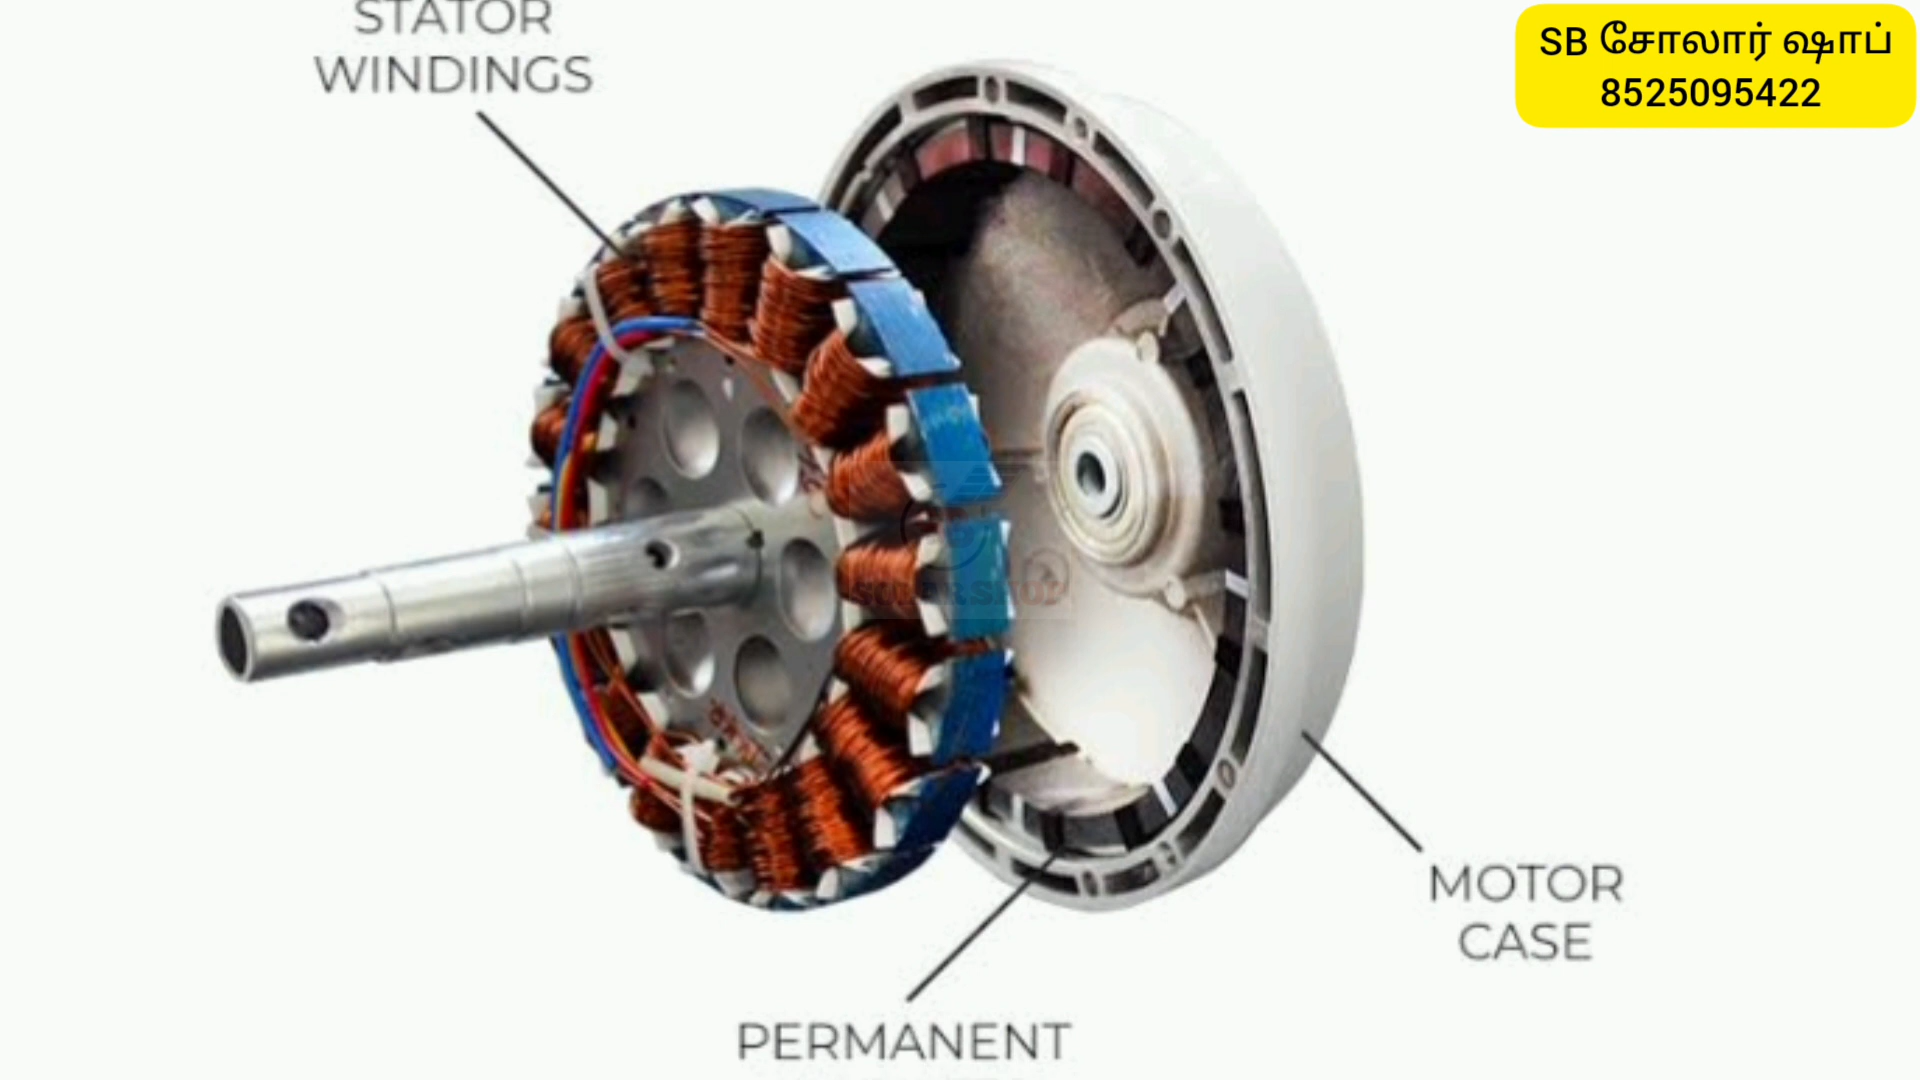 STATOR
WINDINGS
SB சோலார் ஷாப்
8525095422
MOTOR
CASE
PERMANENT